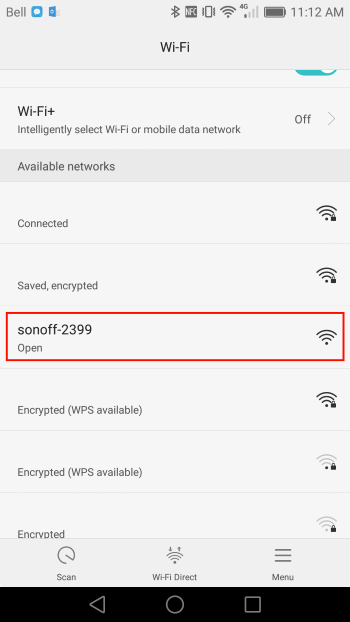 Bell NFC 4G 11:12 AM
Wi-Fi
Wi-Fi+
Intelligently select Wi-Fi or mobile data network
Off
Available networks
Connected
Saved, encrypted
sonoff-2399
Open
Encrypted (WPS available)
Encrypted (WPS available)
Encrypted
Scan Wi-Fi Direct Menu